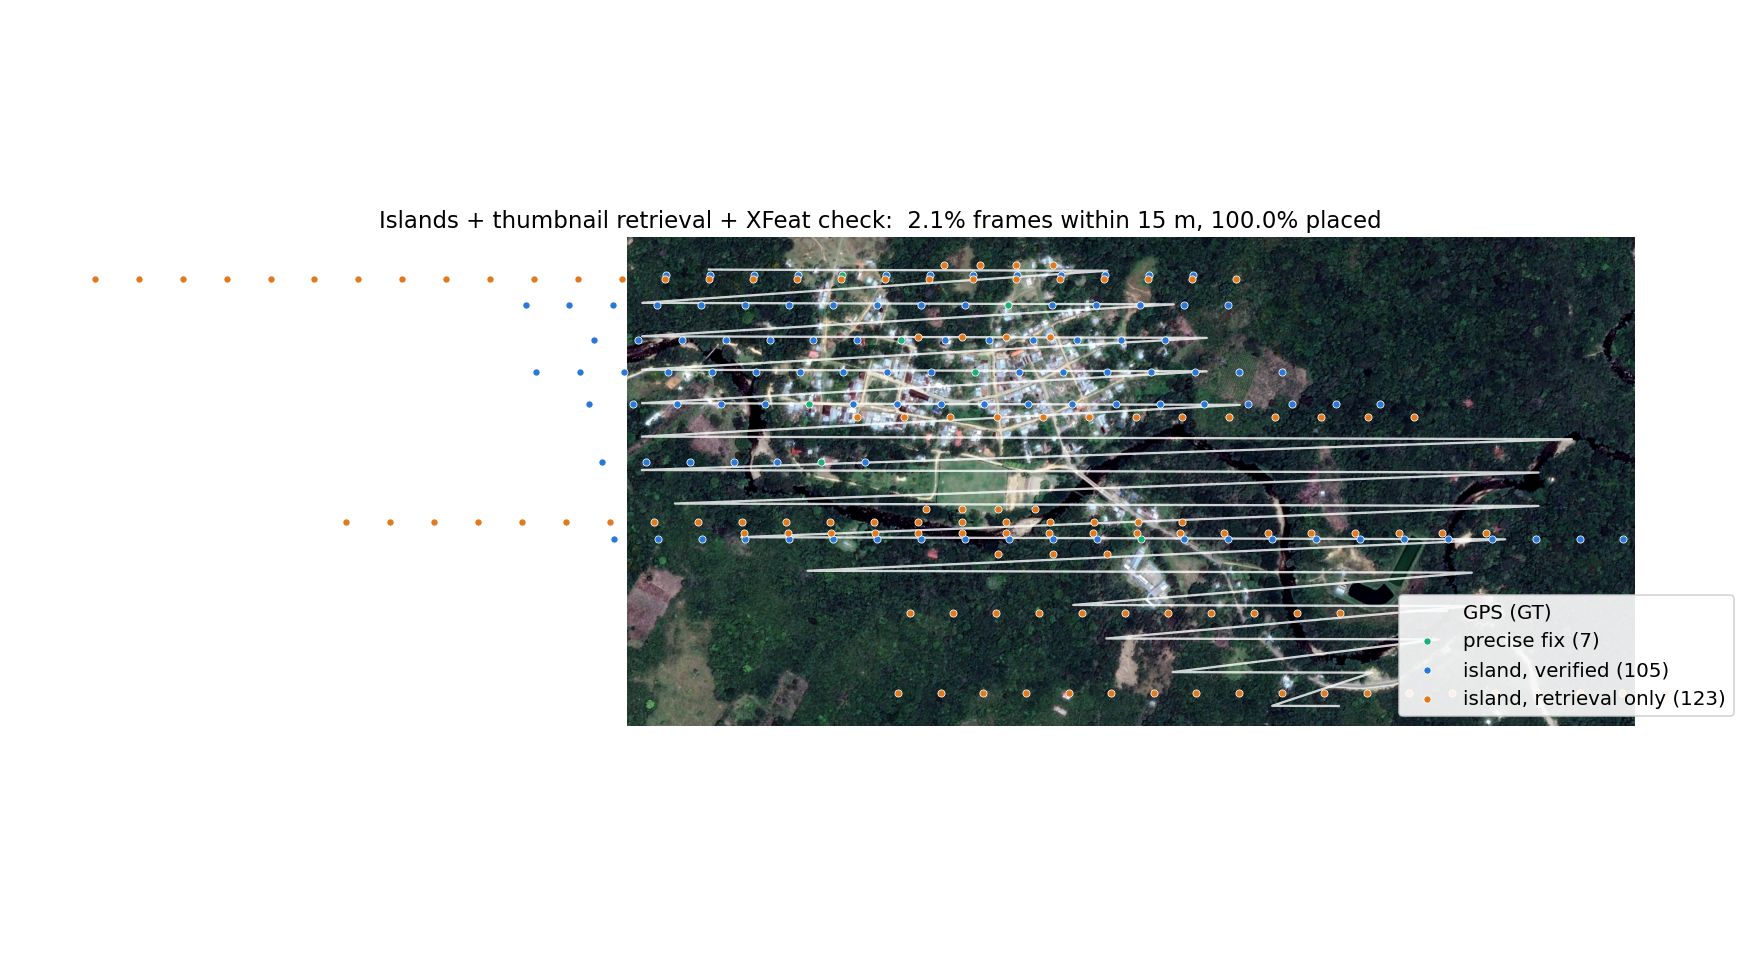 Islands + thumbnail retrieval + XFeat check:  2.1% frames within 15 m, 100.0% placed
GPS (GT)
precise fix (7)
island, verified (105)
island, retrieval only (123)